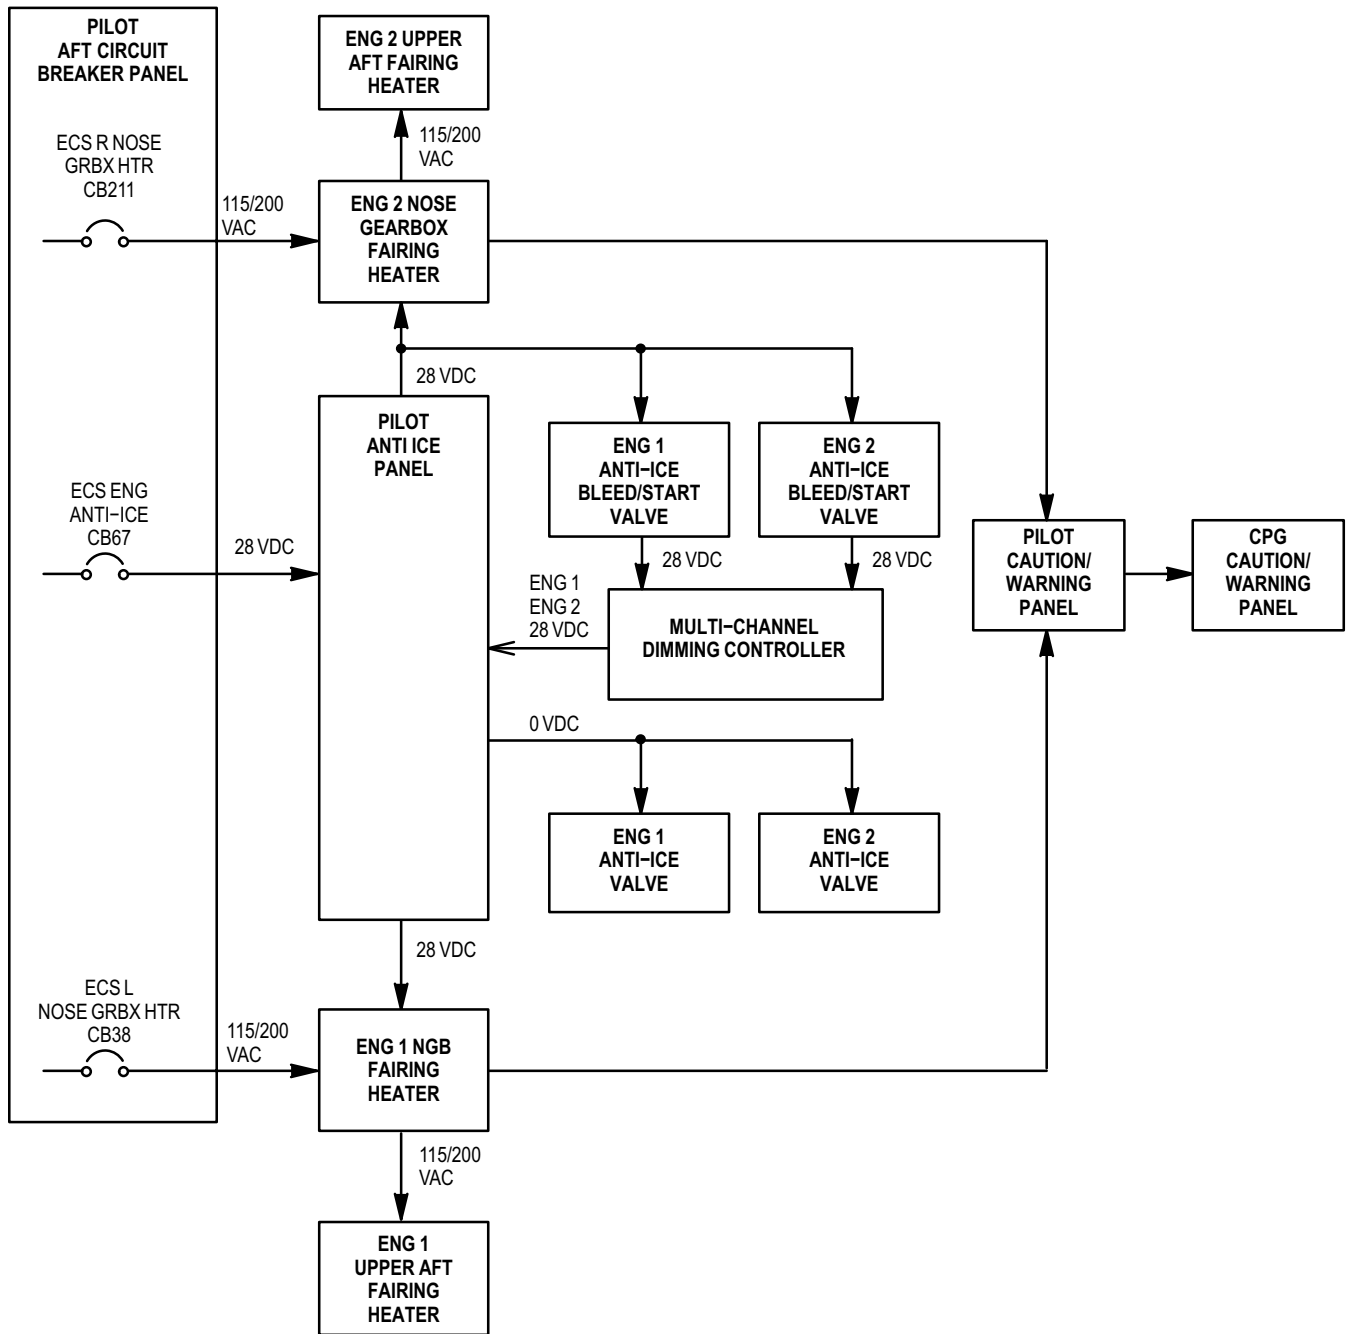 PILOT
AFT CIRCUIT
BREAKER PANEL
ECS R NOSE
GRBX HTR
CB211
115/200
VAC
ENG 2 UPPER
AFT FAIRING
HEATER
115/200
VAC
ENG 2 NOSE
GEARBOX
FAIRING
HEATER
28 VDC
PILOT
ANTI ICE
PANEL
ENG 1
ANTI−ICE
BLEED/START
VALVE
ENG 2
ANTI−ICE
BLEED/START
VALVE
ECS ENG
ANTI−ICE
CB67
28 VDC
28 VDC
28 VDC
PILOT
CAUTION/
WARNING
PANEL
CPG
CAUTION/
WARNING
PANEL
ENG 1
ENG 2
28 VDC
MULTI−CHANNEL
DIMMING CONTROLLER
0 VDC
ENG 1
ANTI−ICE
VALVE
ENG 2
ANTI−ICE
VALVE
28 VDC
ECS L
NOSE GRBX HTR
CB38
115/200
VAC
ENG 1 NGB
FAIRING
HEATER
115/200
VAC
ENG 1
UPPER AFT
FAIRING
HEATER